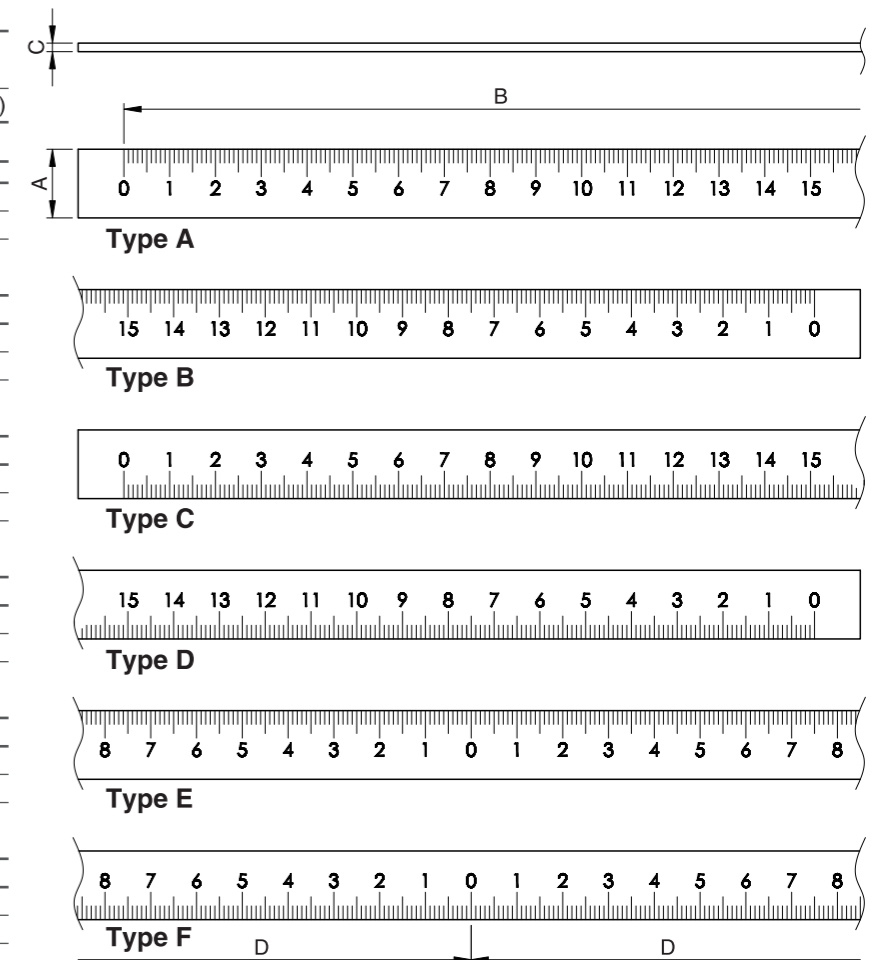 C
)
B
A
0 1 2 3 4 5 6 7 8 9 10 11 12 13 14 15
Type A
15 14 13 12 11 10 9 8 7 6 5 4 3 2 1 0
Type B
0 1 2 3 4 5 6 7 8 9 10 11 12 13 14 15
Type C
15 14 13 12 11 10 9 8 7 6 5 4 3 2 1 0
Type D
8 7 6 5 4 3 2 1 0 1 2 3 4 5 6 7 8
Type E
8 7 6 5 4 3 2 1 0 1 2 3 4 5 6 7 8
Type F
D D